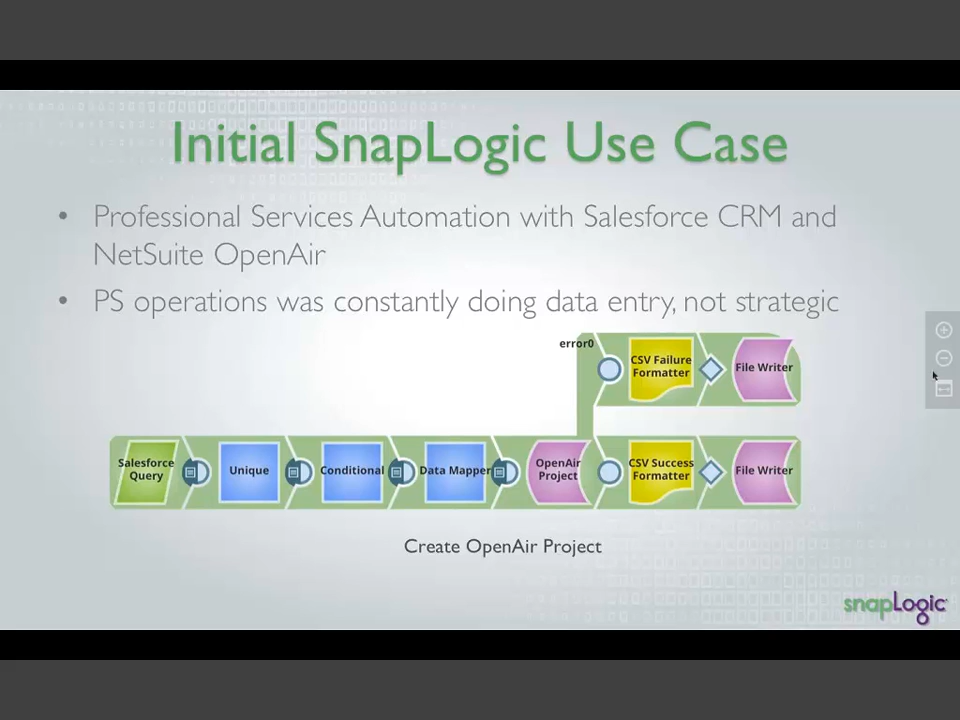 Initial SnapLogic Use Case
• Professional Services Automation with Salesforce CRM and
NetSuite OpenAir
• PS operations was constantly doing data entry, not strategic
error0
CSV Failure
Formatter
File Writer
Salesforce
Query
Unique
Conditional
Data Mapper
OpenAir
Project
CSV Success
Formatter
File Writer
Create OpenAir Project
snapLogic